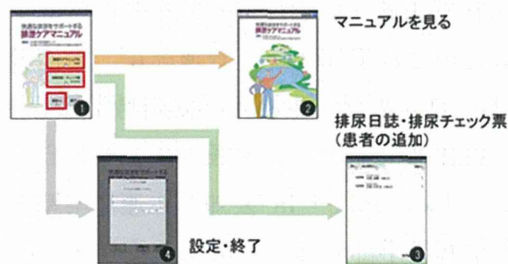 快適な排泄をサポートする
排泄ケアマニュアル
1
快適な排泄をサポートする
排泄ケアマニュアル
2
マニュアルを見る
排尿日誌・排尿チェック票
(患者の追加)
3
快適な排泄をサポートする
4
設定・終了